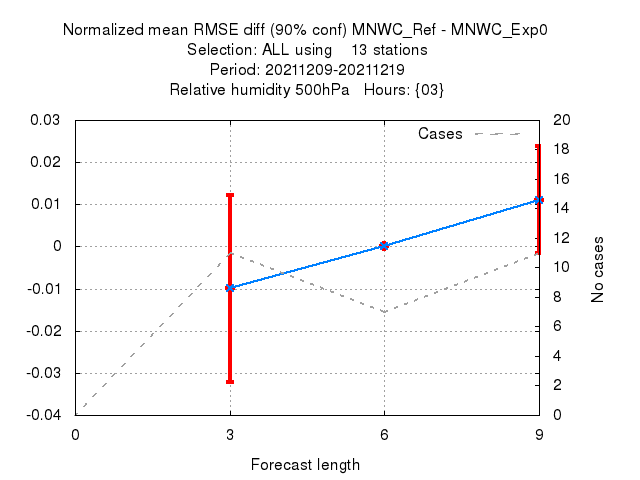 Normalized mean RMSE diff (90% conf) MNWC_Ref - MNWC_Exp0
Selection: ALL using    13 stations
Period: 20211209-20211219
Relative humidity 500hPa   Hours: {03}
Cases
0.03
0.02
0.01
0
-0.01
-0.02
-0.03
-0.04
20
18
16
14
12
10
8
6
4
2
0
No cases
0 3 6 9
Forecast length